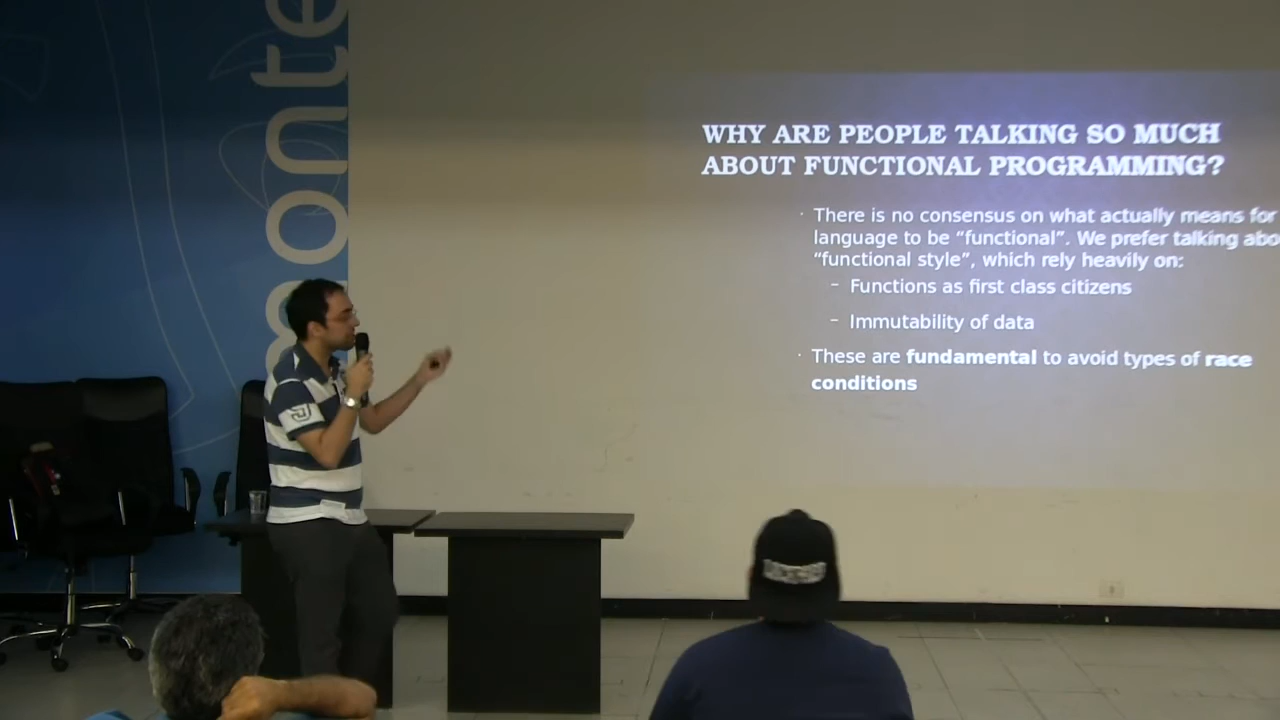 monte
WHY ARE PEOPLE TALKING SO MUCH
ABOUT FUNCTIONAL PROGRAMMING?
· There is no consensus on what actually means for
language to be “functional”. We prefer talking abo
“functional style”, which rely heavily on:
– Functions as first class citizens
– Immutability of data
· These are fundamental to avoid types of race
conditions